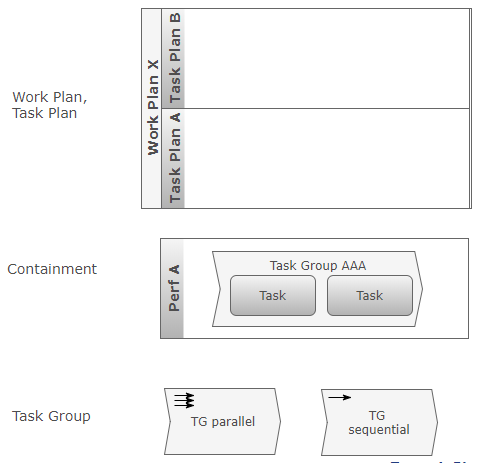 Work Plan,
Task Plan
Work Plan X
Task Plan B
Task Plan A
Containment
Perf A
Task Group AAA
Task
Task
Task Group
TG parallel
TG
sequential